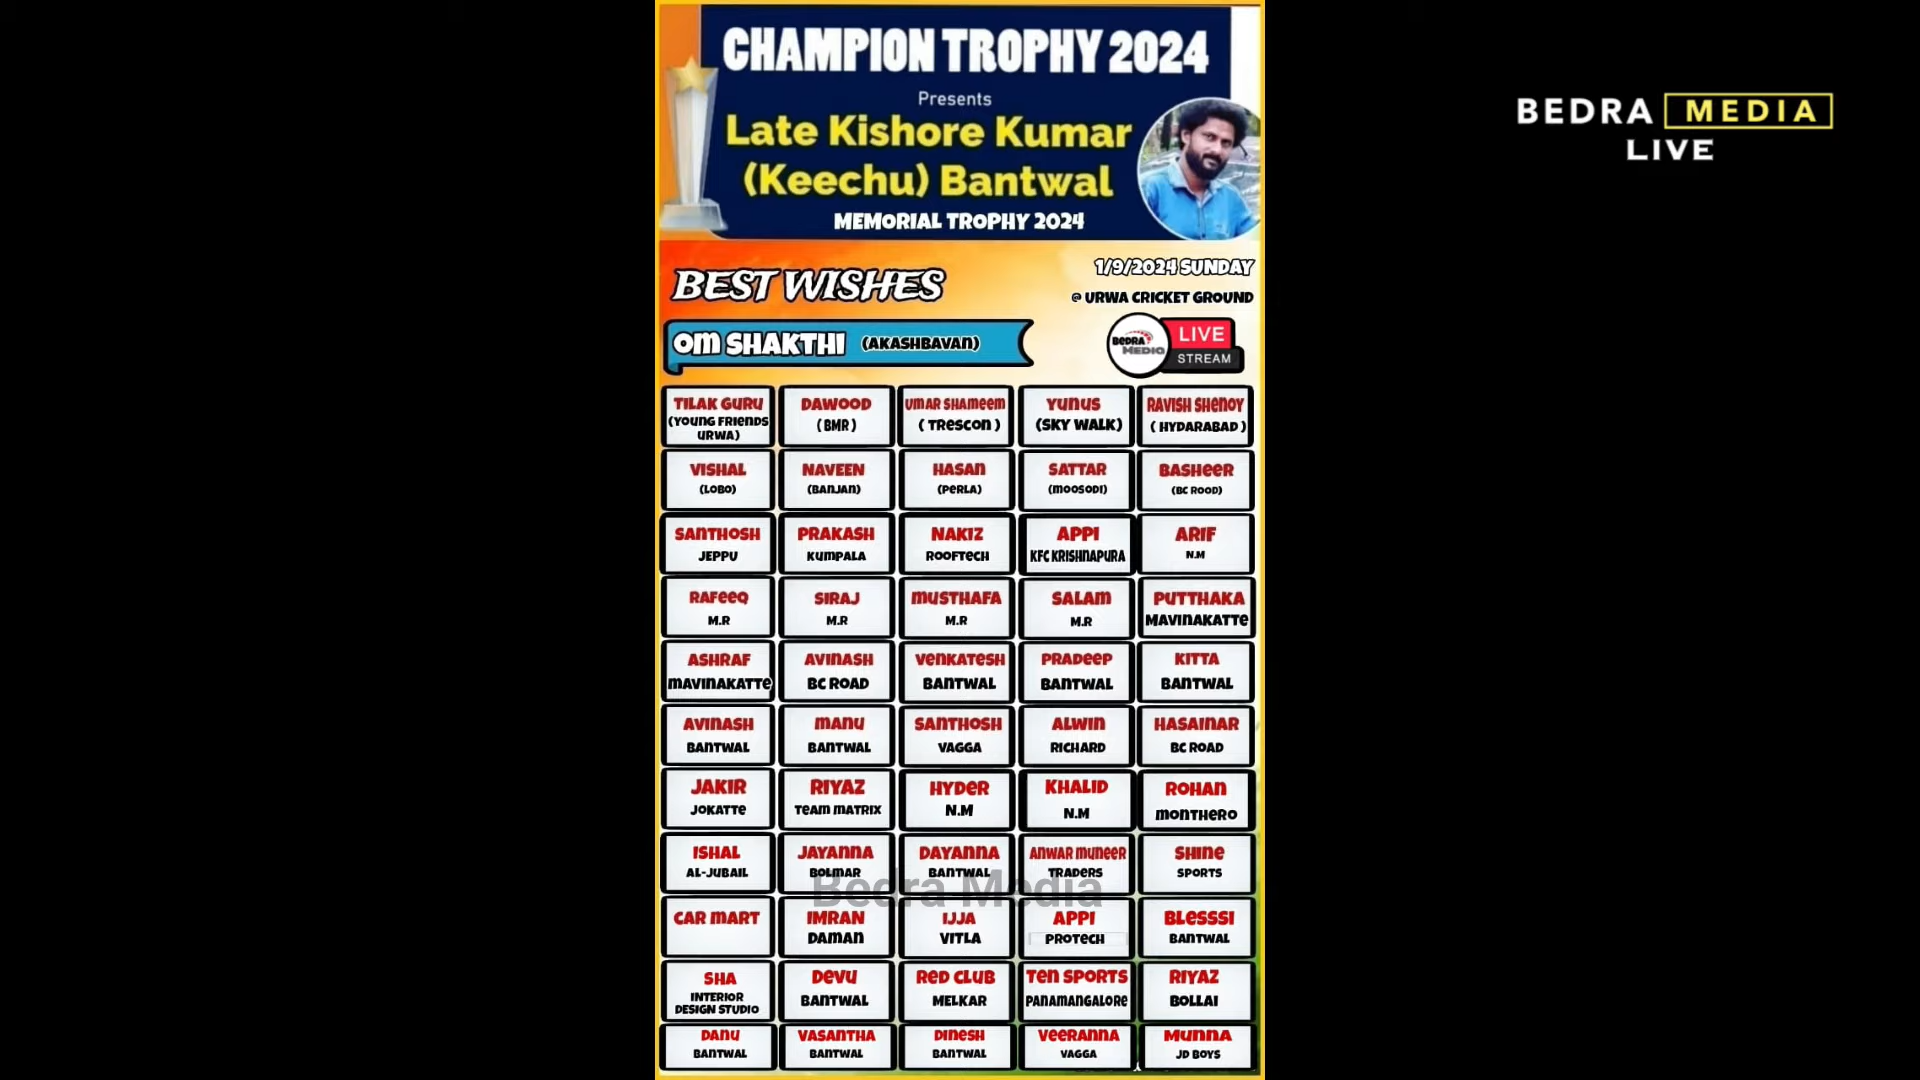 CHAMPION TROPHY 2024
Presents
Late Kishore Kumar
(Keechu) Bantwal
MEMORIAL TROPHY 2024
BEDRA MEDIA
LIVE
BEST WISHES
1/9/2024 SUNDAY
@ URWA CRICKET GROUND
OM SHAKTHI (AKASHBAVAN)
BEDRA MEDIA
LIVE
STREAM
TILAK GURU
(YOUNG FRIENDS
URWA)
DAWOOD
(BMR)
UMAR SHAMEEM
(TRESCON)
YUNUS
(SKY WALK)
RAVISH SHENOY
(HYDARABAD)
VISHAL
(LOBO)
NAVEEN
(BANJAN)
HASAN
(PERLA)
SATTAR
(MOOSODI)
BASHEER
(BC ROOD)
SANTHOSH
JEPPU
PRAKASH
KUMPALA
NAKIZ
ROOFTECH
APPI
KFC KRISHNAPURA
ARIF
N.M
RAFEEQ
M.R
SIRAJ
M.R
MUSTHAFA
M.R
SALAM
M.R
PUTTHAKA
MAVINAKATTE
ASHRAF
MAVINAKATTE
AVINASH
BC ROAD
VENKATESH
BANTWAL
PRADEEP
BANTWAL
KITTA
BANTWAL
AVINASH
BANTWAL
MANU
BANTWAL
SANTHOSH
VAGGA
ALWIN
RICHARD
HASAINAR
BC ROAD
JAKIR
JOKATTE
RIYAZ
TEAM MATRIX
HYDER
N.M
KHALID
N.M
ROHAN
MONTHERO
ISHAL
AL-JUBAIL
JAYANNA
BOLMAR
DAYANNA
BANTWAL
ANWAR MUNEER
TRADERS
SHINE
SPORTS
Bedra Media
CAR MART
IMRAN
DAMAN
IJJA
VITLA
APPI
PROTECH
BLESSSI
BANTWAL
SHA
INTERIOR
DESIGN STUDIO
DEVU
BANTWAL
RED CLUB
MELKAR
TEN SPORTS
PANAMANGALORE
RIYAZ
BOLLAI
DANU
BANTWAL
VASANTHA
BANTWAL
DINESH
BANTWAL
VEERANNA
VAGGA
MUNNA
JD BOYS